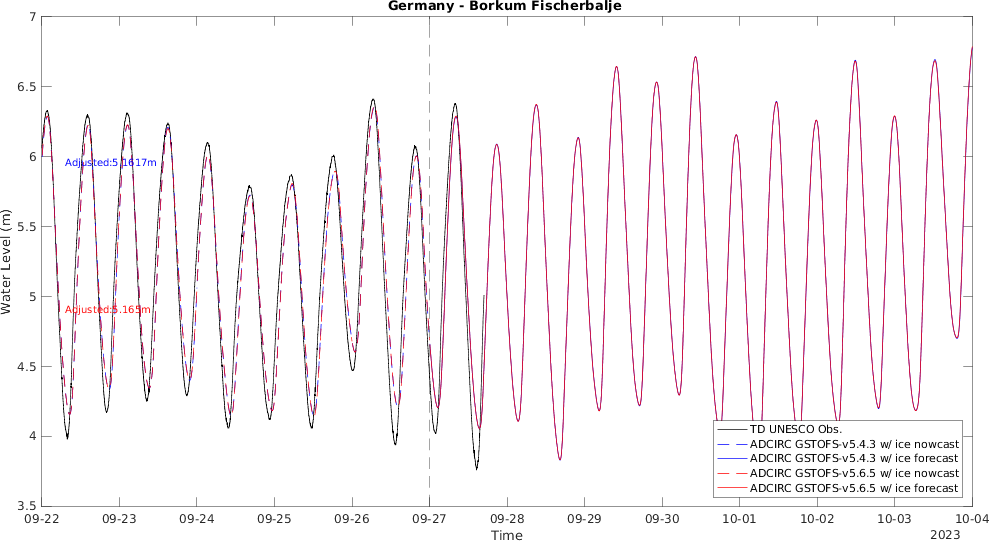 Germany - Borkum Fischerbalje
7
6.5
6
5.5
5
4.5
4
3.5
Water Level (m)
Adjusted:5.1617m
Adjusted:5.165m
TD UNESCO Obs.
ADCIRC GSTOFS-v5.4.3 w/ ice nowcast
ADCIRC GSTOFS-v5.4.3 w/ ice forecast
ADCIRC GSTOFS-v5.6.5 w/ ice nowcast
ADCIRC GSTOFS-v5.6.5 w/ ice forecast
09-22 09-23 09-24 09-25 09-26 09-27 09-28 09-29 09-30 10-01 10-02 10-03 10-04
Time
2023